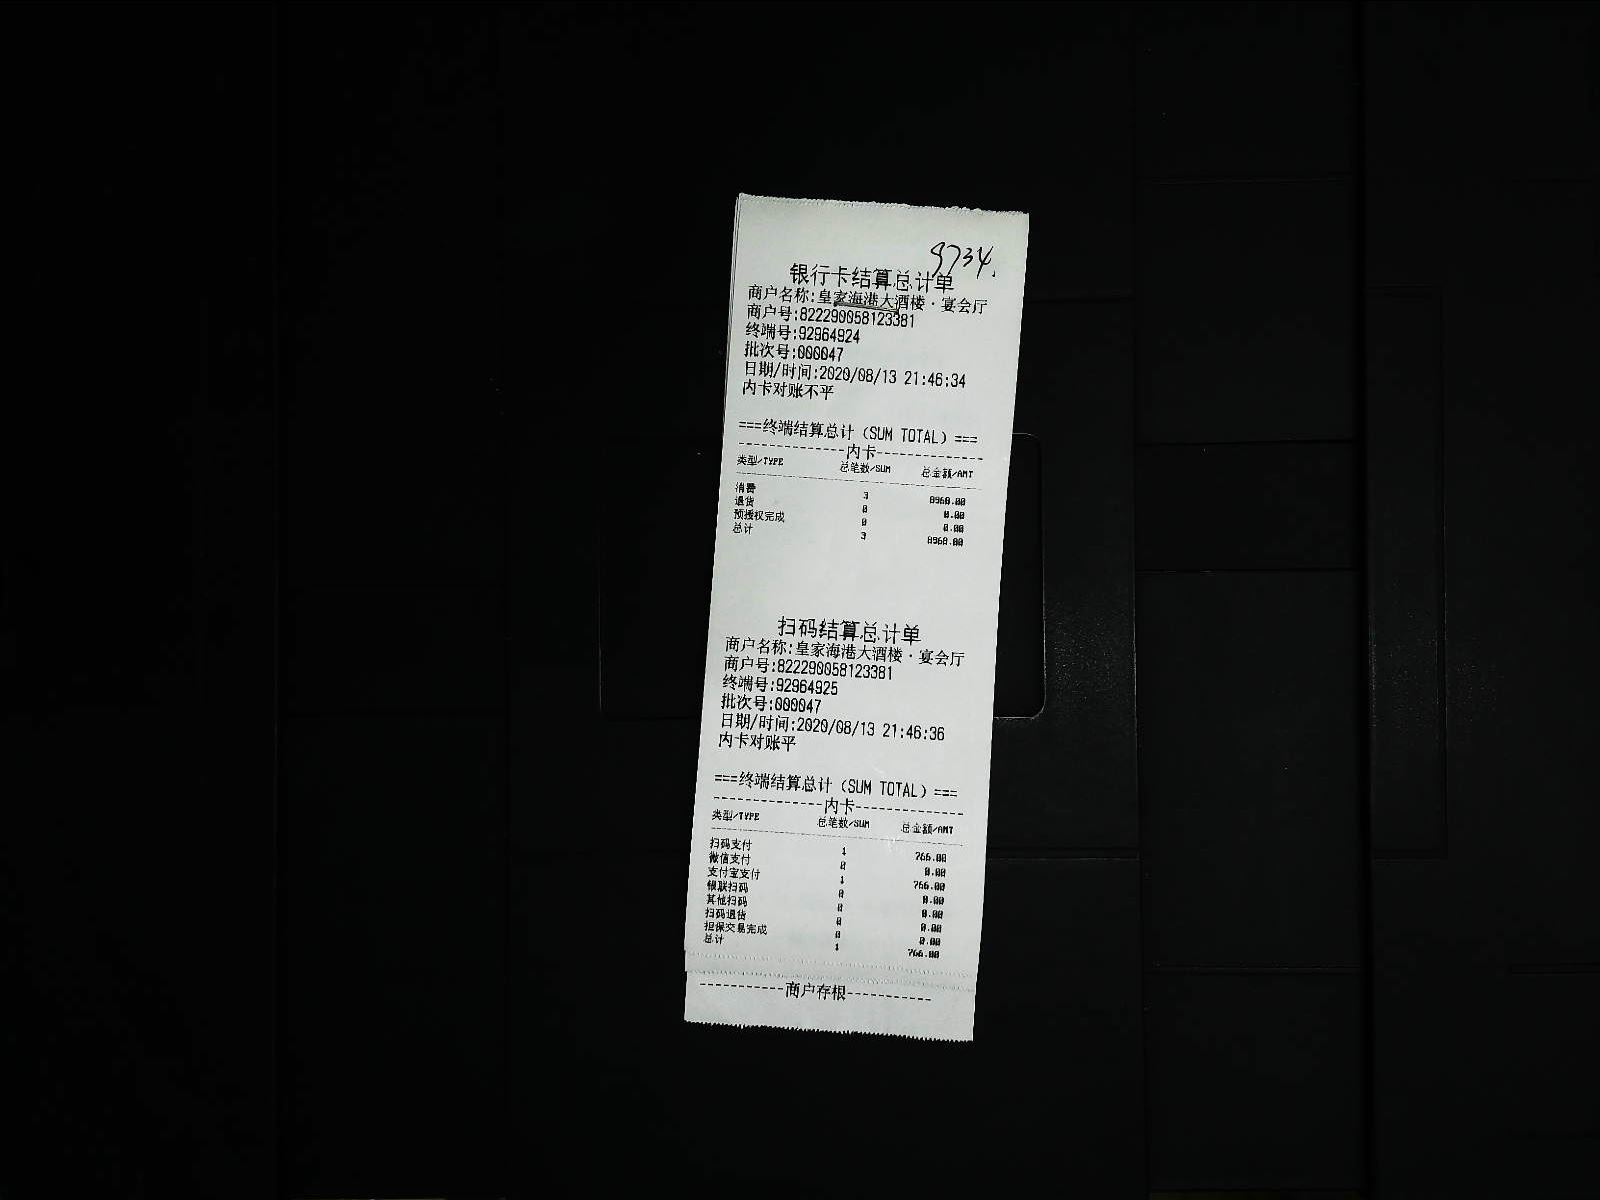 9734.
银行卡结算总计单
商户名称:皇家海港大酒楼·宴会厅
商户号:822290058123381
终端号:92964924
批次号:000047
日期/时间:2020/08/13 21:46:34
内卡对账不平
===终端结算总计（SUM TOTAL）===
--------------内卡--------------
类型/TYPE 总笔数/SUM 总金额/AMT
消费 3 8968.00
退货 0 0.00
预授权完成 0 0.00
总计 3 8968.00
扫码结算总计单
商户名称:皇家海港大酒楼·宴会厅
商户号:822290058123381
终端号:92964925
批次号:000047
日期/时间:2020/08/13 21:46:36
内卡对账平
===终端结算总计（SUM TOTAL）===
--------------内卡--------------
类型/TYPE 总笔数/SUM 总金额/AMT
扫码支付 1 766.00
微信支付 0 0.00
支付宝支付 1 766.00
银联扫码 0 0.00
其他扫码 0 0.00
扫码退货 0 0.00
担保交易完成 0 0.00
总计 1 766.00
-----------商户存根-----------